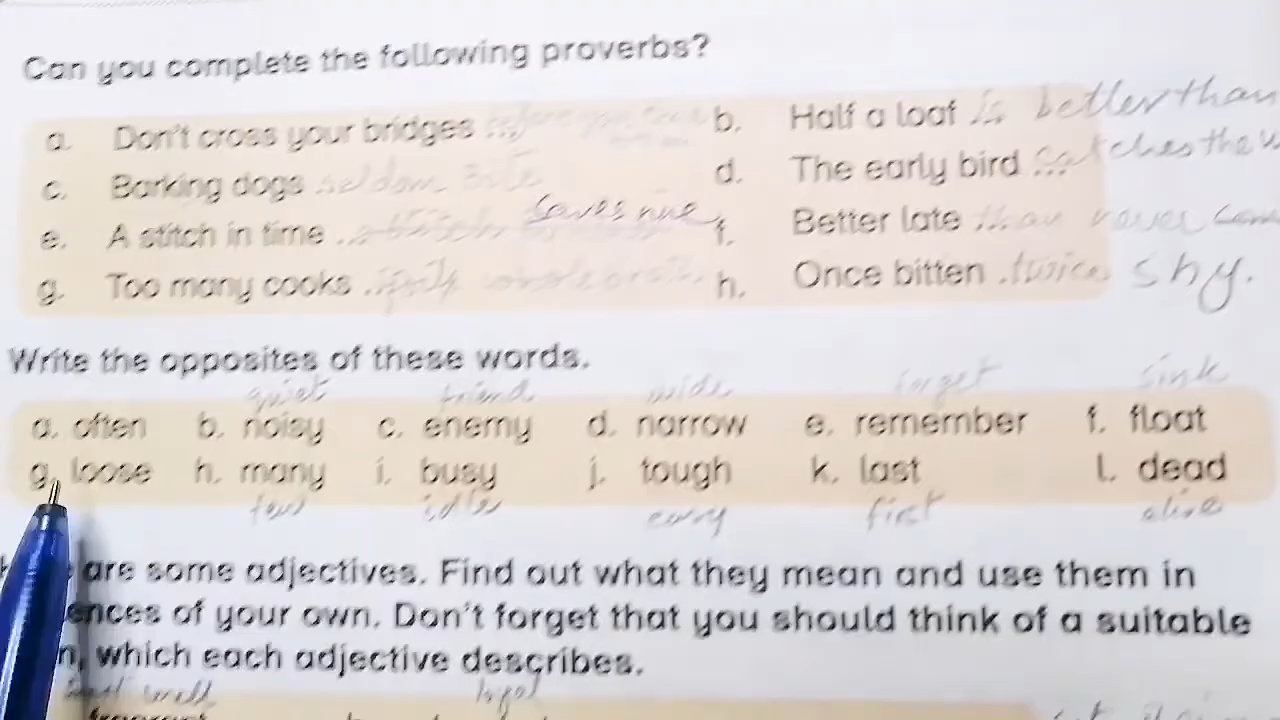 Can you complete the following proverbs?
a. Don't cross your bridges ... before you b. Half a loaf is better than
c. Barking dogs seldom Bite d. The early bird catches the
e. A stitch in time ... saves nine f. Better late than never
g. Too many cooks h. Once bitten twice shy.
Write the opposites of these words.
quiet friend wide forget sink
a. often b. noisy c. enemy d. narrow e. remember f. float
g. loose h. many i. busy j. tough k. last l. dead
few idle first alive
are some adjectives. Find out what they mean and use them in
ences of your own. Don't forget that you should think of a suitable
n, which each adjective describes.
smell
fragrant